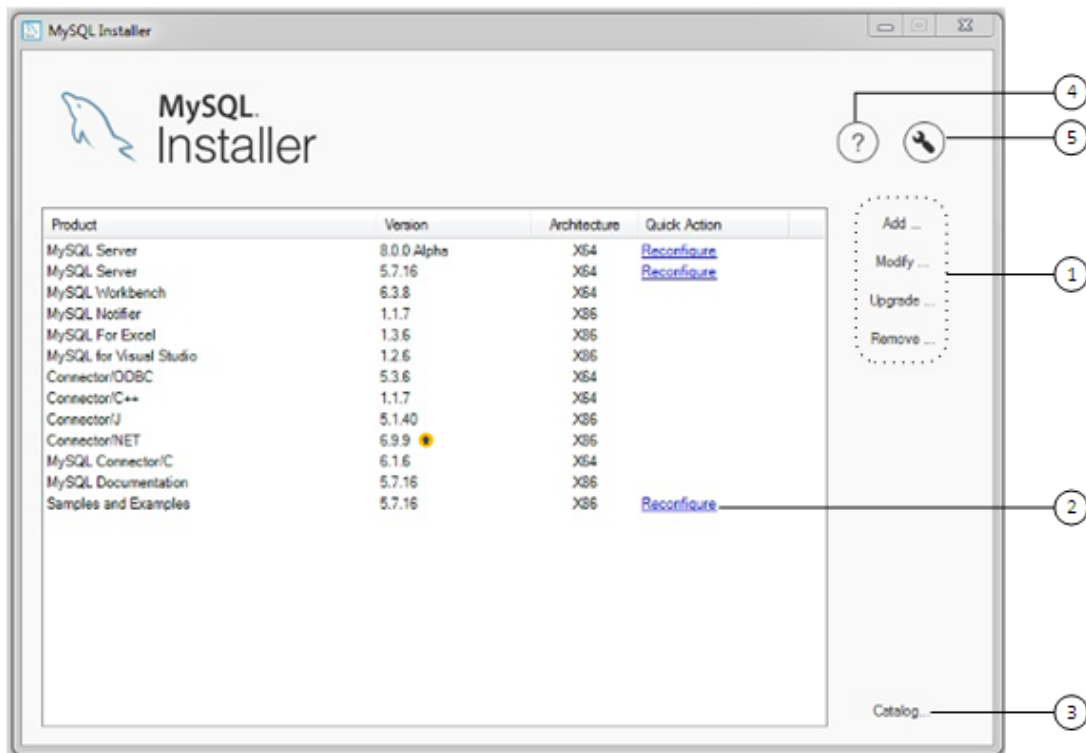 MySQL Installer
MySQL.
Installer
4
?
5
Product Version Architecture Quick Action
MySQL Server 8.0.0 Alpha X64 Reconfigure
MySQL Server 5.7.16 X64 Reconfigure
MySQL Workbench 6.3.8 X64
MySQL Notifier 1.1.7 X86
MySQL For Excel 1.3.6 X86
MySQL for Visual Studio 1.2.6 X86
Connector/ODBC 5.3.6 X64
Connector/C++ 1.1.7 X64
Connector/J 5.1.40 X86
Connector/NET 6.9.9 X86
MySQL Connector/C 6.1.6 X64
MySQL Documentation 5.7.16 X86
Samples and Examples 5.7.16 X86 Reconfigure
Add ...
Modify ...
Upgrade ...
Remove ...
1
2
Catalog...
3